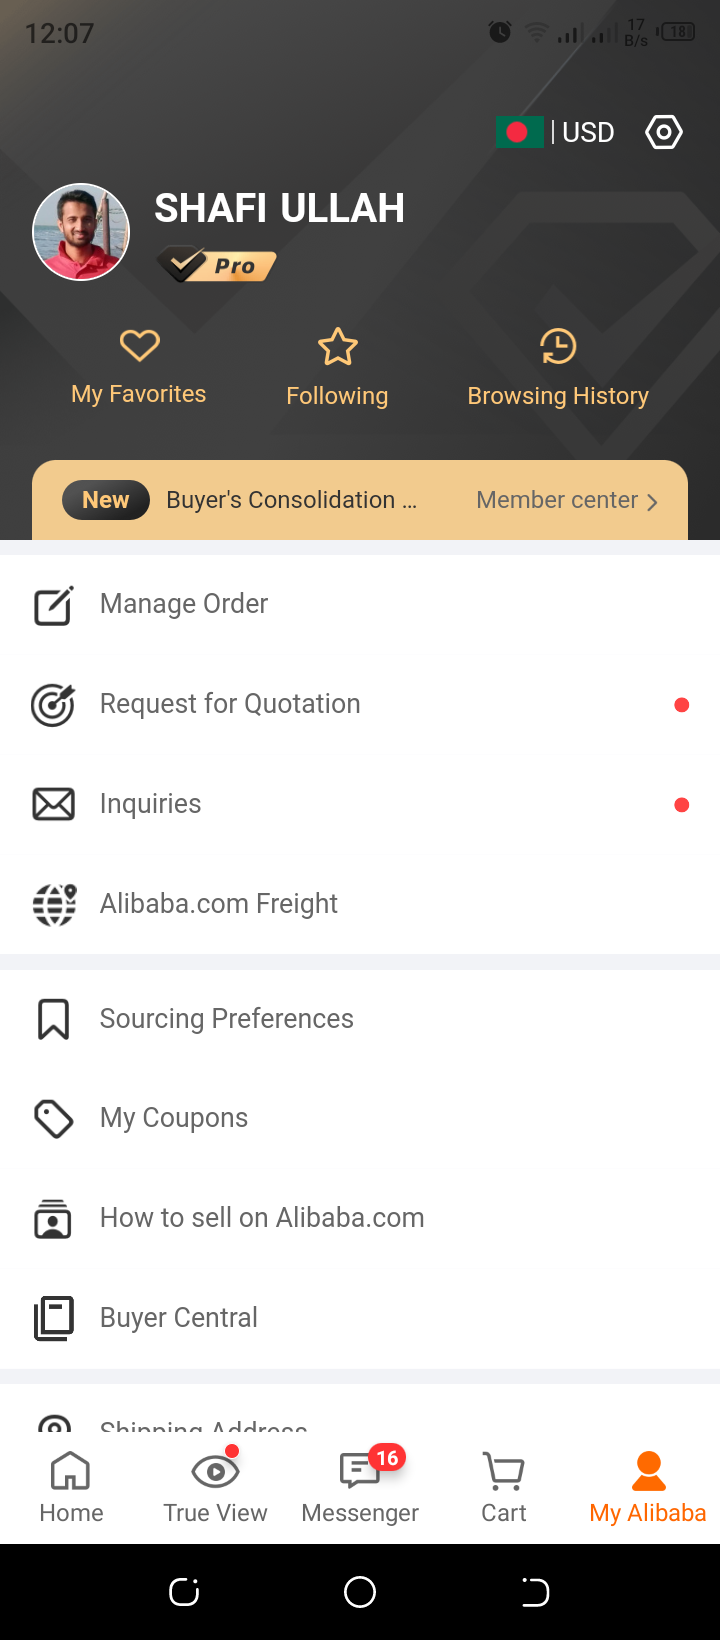 12:07
17
B/s
18
USD
SHAFI ULLAH
Pro
My Favorites
Following
Browsing History
New Buyer's Consolidation ... Member center
Manage Order
Request for Quotation
Inquiries
Alibaba.com Freight
Sourcing Preferences
My Coupons
How to sell on Alibaba.com
Buyer Central
Shipping Address
16
Home
True View
Messenger
Cart
My Alibaba